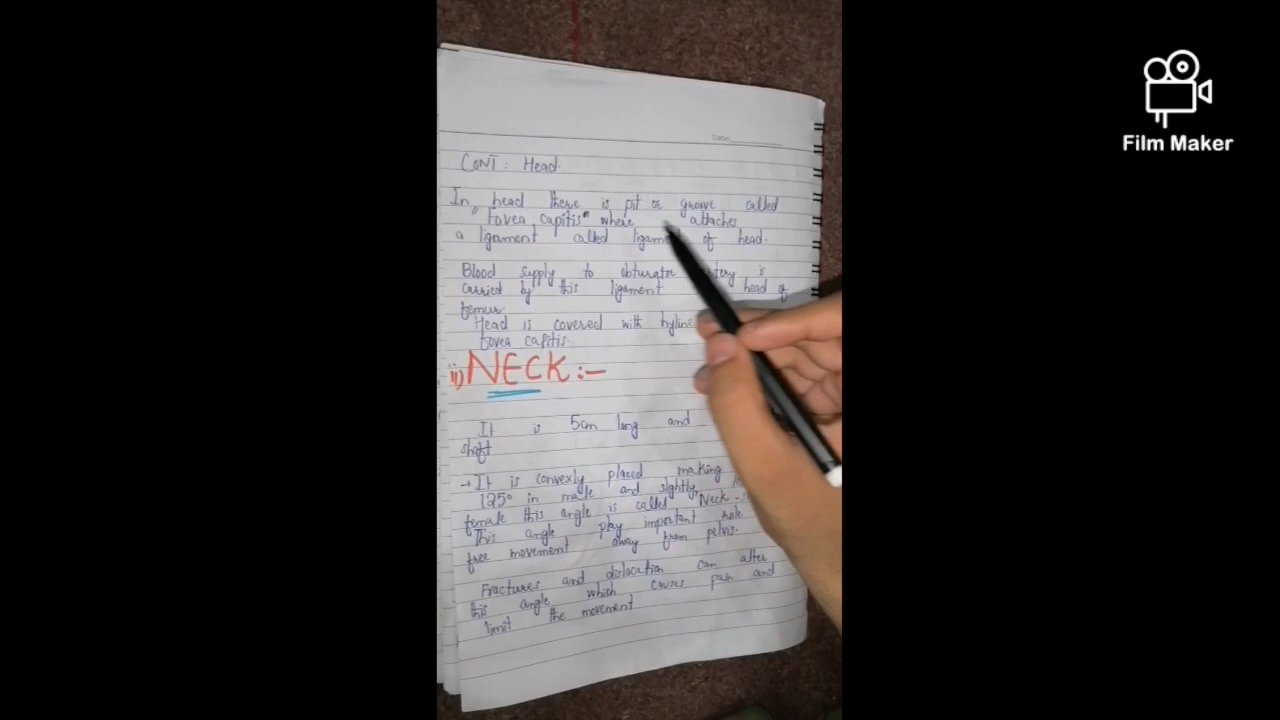 Date
CONT : Head
In head there is pit or groove called
"Fovea capitis" where attaches
a ligament called ligament of head.
Blood supply to obturator artery is
carried by this ligament head of
femur.
Head is covered with hyline
fovea capitis.
ii) NECK :-
It is 5cm long and
shaft
→ It is convexly placed making
125° in male and slightly
female this angle is called "Neck -
This angle play important role
free movement away from pelvis.
Fractures and dislocation can alter
this angle which causes pain and
limit the movement
Film Maker